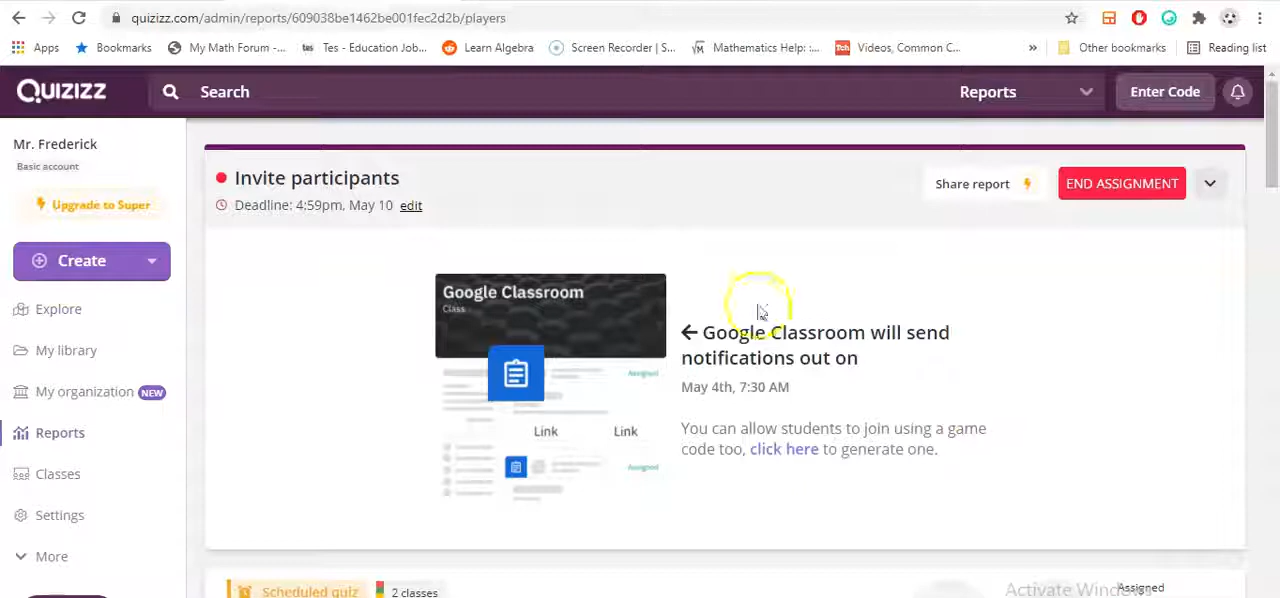 quizizz.com/admin/reports/609038be1462be001fec2d2b/players
Apps Bookmarks My Math Forum -... Tes - Education Job... Learn Algebra Screen Recorder | S... Mathematics Help: :... Tch Videos, Common C... » Other bookmarks Reading list
QUIZIZZ Search Reports Enter Code
Mr. Frederick
Basic account
Upgrade to Super
Create
Explore
My library
My organization NEW
Reports
Classes
Settings
More
Invite participants
Deadline: 4:59pm, May 10 edit
Share report END ASSIGNMENT
Google Classroom
Class
Assigned
Link Link
Assigned
Google Classroom will send
notifications out on
May 4th, 7:30 AM
You can allow students to join using a game
code too, click here to generate one.
Scheduled quiz 2 classes Activate Windows Assigned